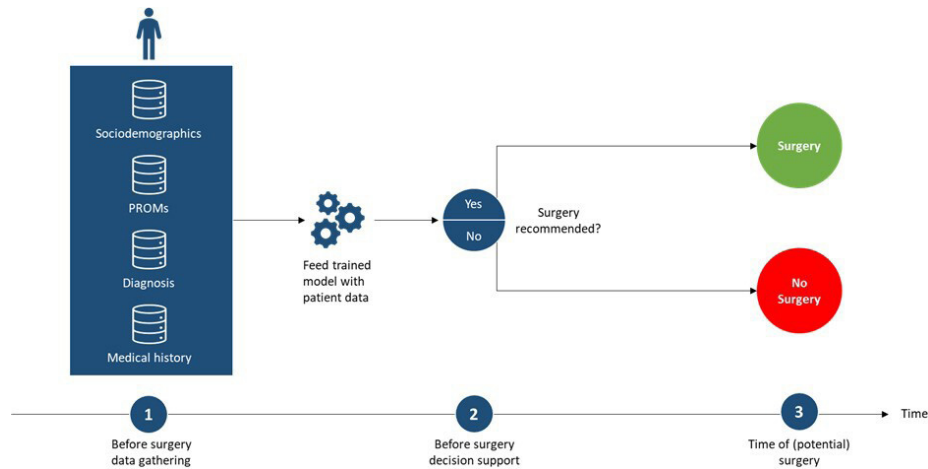 Sociodemographics
PROMs
Diagnosis
Medical history
Feed trained
model with
patient data
Yes
No
Surgery
recommended?
Surgery
No
Surgery
1
Before surgery
data gathering
2
Before surgery
decision support
3
Time of (potential)
surgery
Time